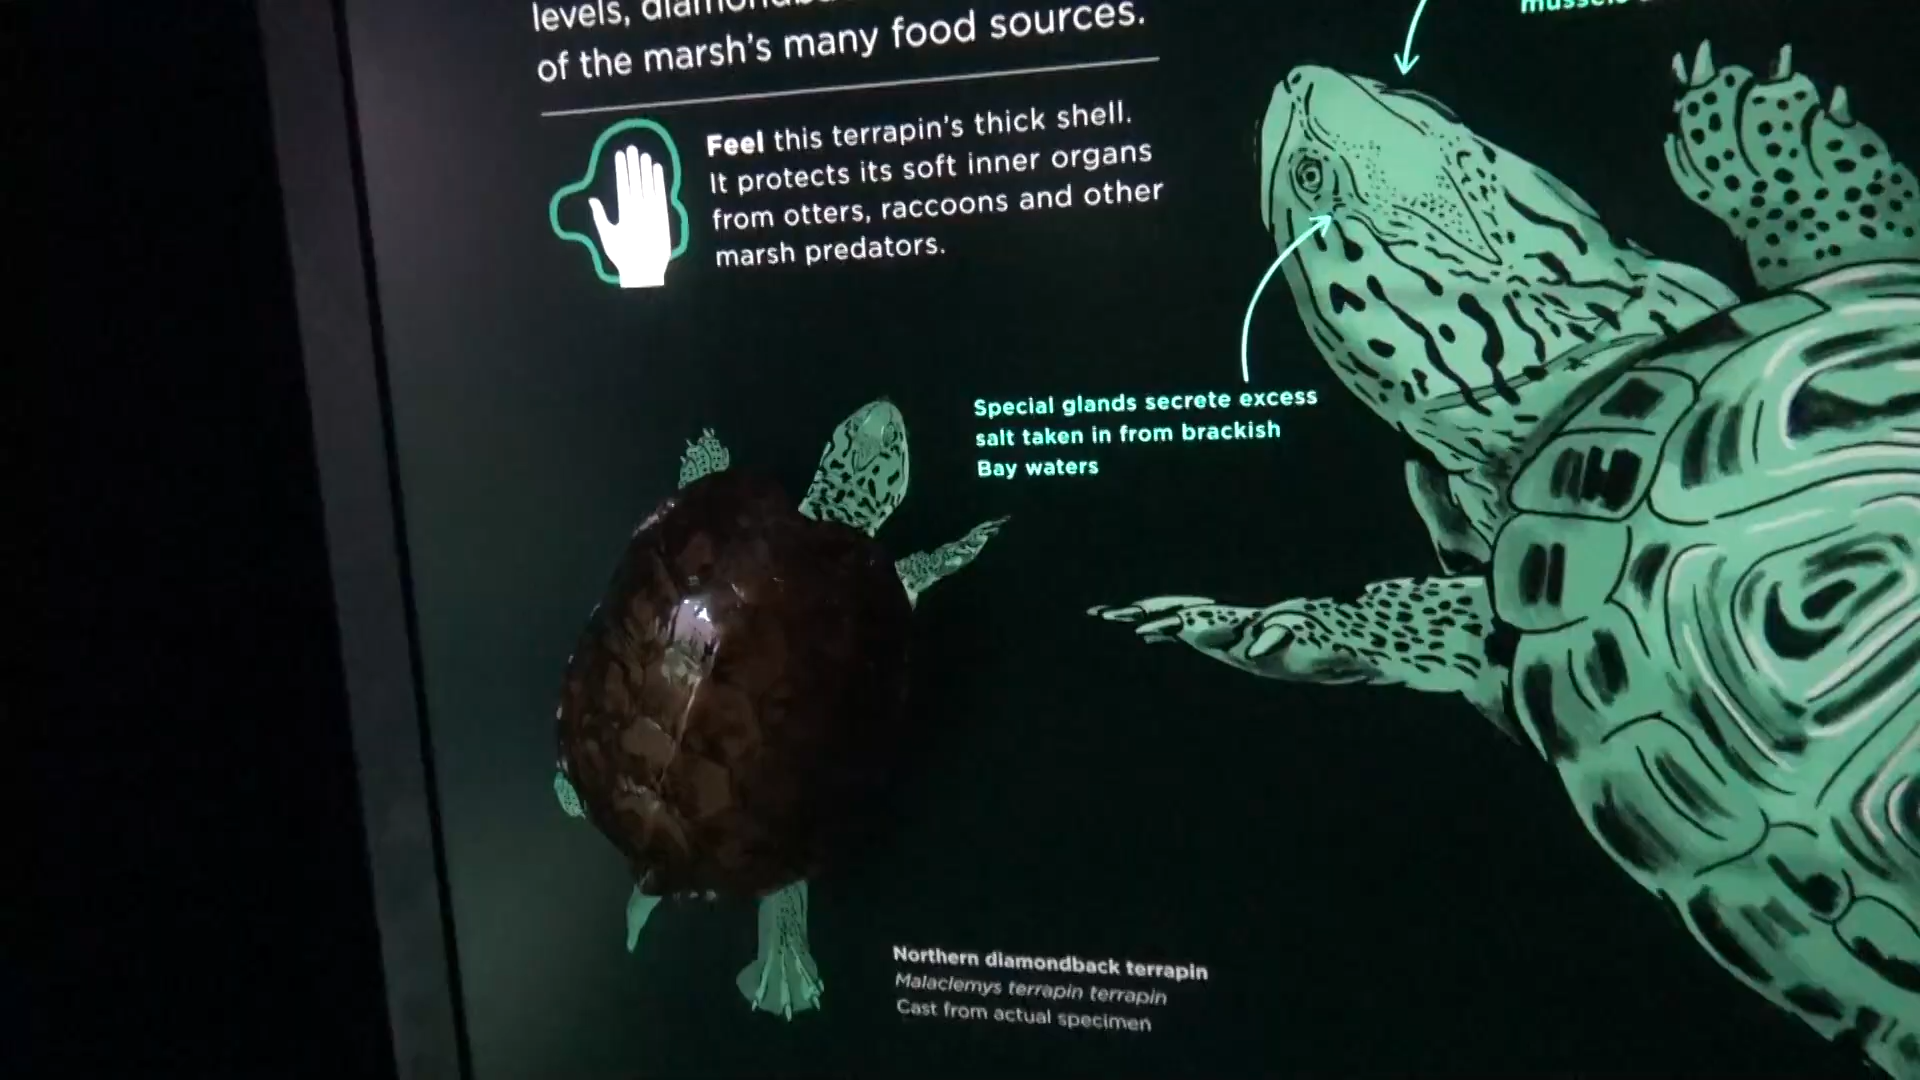 levels,
of the marsh's many food sources.
Feel this terrapin's thick shell.
It protects its soft inner organs
from otters, raccoons and other
marsh predators.
Special glands secrete excess
salt taken in from brackish
Bay waters
Northern diamondback terrapin
Malaclemys terrapin terrapin
Cast from actual specimen